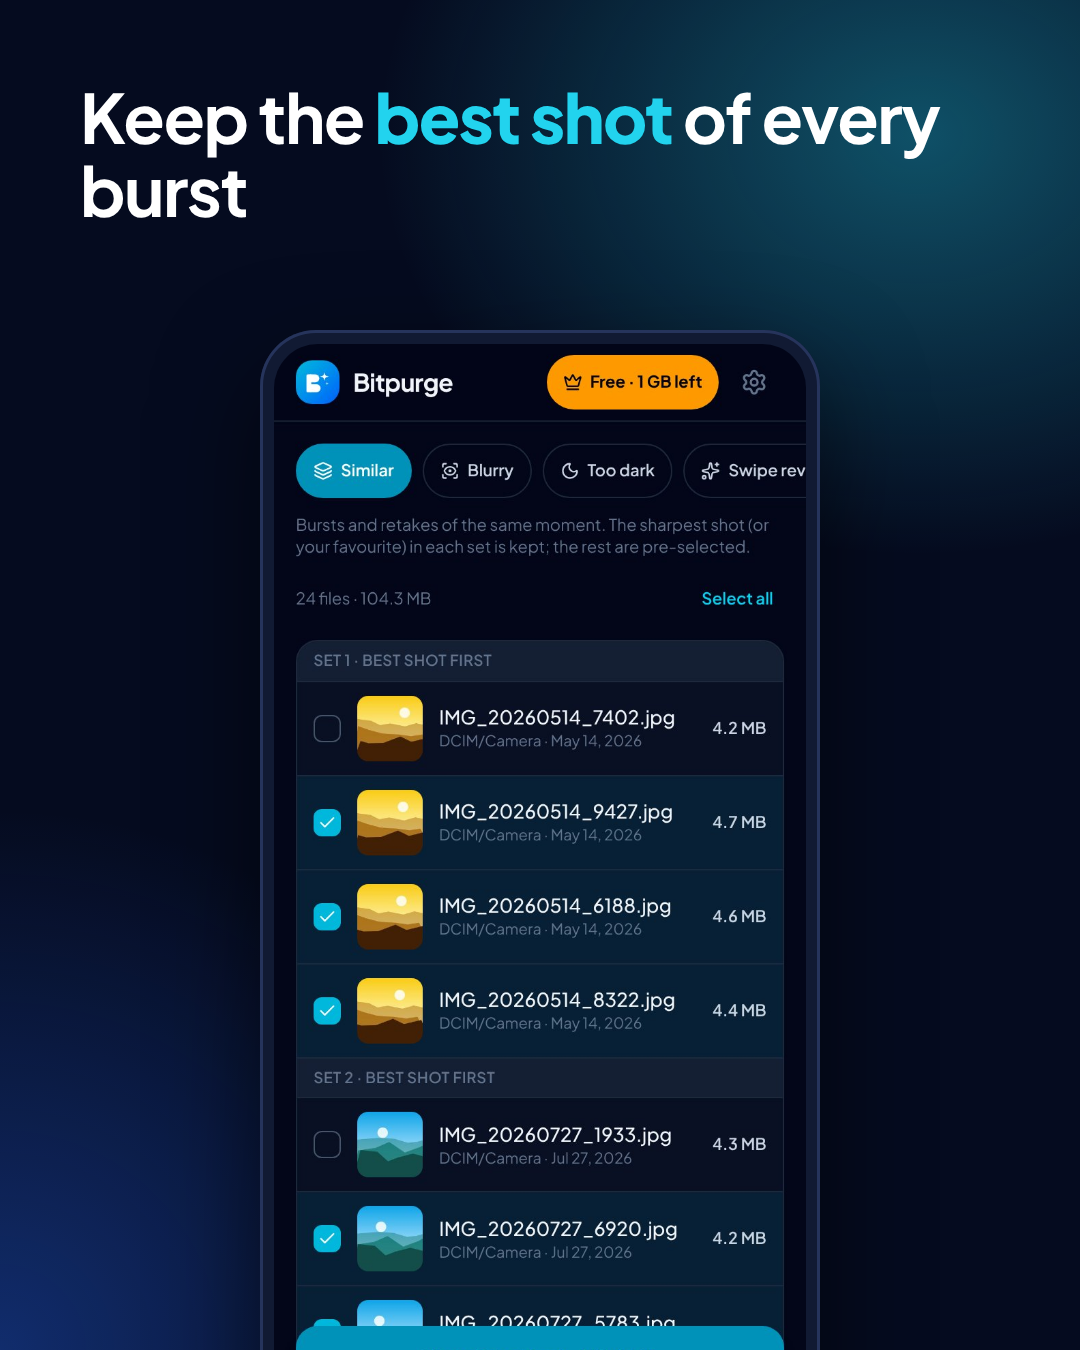 Keep the best shot of every
burst
Bitpurge
Free · 1 GB left
Similar
Blurry
Too dark
Swipe rev
Bursts and retakes of the same moment. The sharpest shot (or
your favourite) in each set is kept; the rest are pre-selected.
24 files · 104.3 MB
Select all
SET 1 · BEST SHOT FIRST
IMG_20260514_7402.jpg
4.2 MB
DCIM/Camera · May 14, 2026
IMG_20260514_9427.jpg
4.7 MB
DCIM/Camera · May 14, 2026
IMG_20260514_6188.jpg
4.6 MB
DCIM/Camera · May 14, 2026
IMG_20260514_8322.jpg
4.4 MB
DCIM/Camera · May 14, 2026
SET 2 · BEST SHOT FIRST
IMG_20260727_1933.jpg
4.3 MB
DCIM/Camera · Jul 27, 2026
IMG_20260727_6920.jpg
4.2 MB
DCIM/Camera · Jul 27, 2026
IMG_20260727_5783.jpg